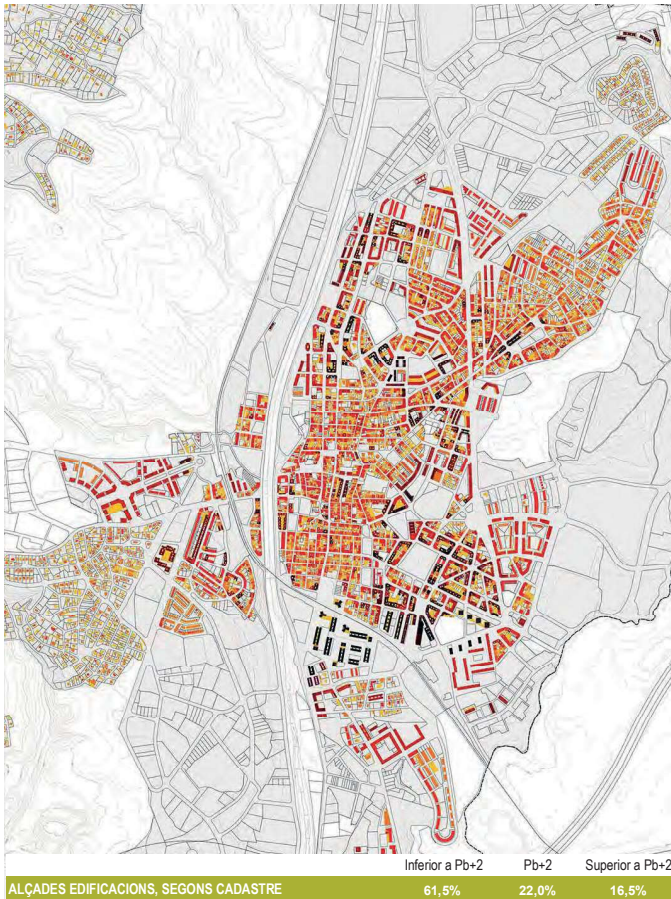 Inferior a Pb+2 Pb+2 Superior a Pb+2
ALÇADES EDIFICACIONS, SEGONS CADASTRE 61,5% 22,0% 16,5%